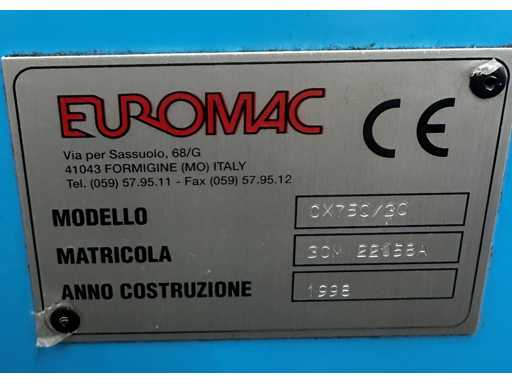 EUROMAC
CE
Via per Sassuolo, 68/G
41043 FORMIGINE (MO) ITALY
Tel. (059) 57.95.11 - Fax (059) 57.95.12
MODELLO
MATRICOLA
ANNO COSTRUZIONE 1998